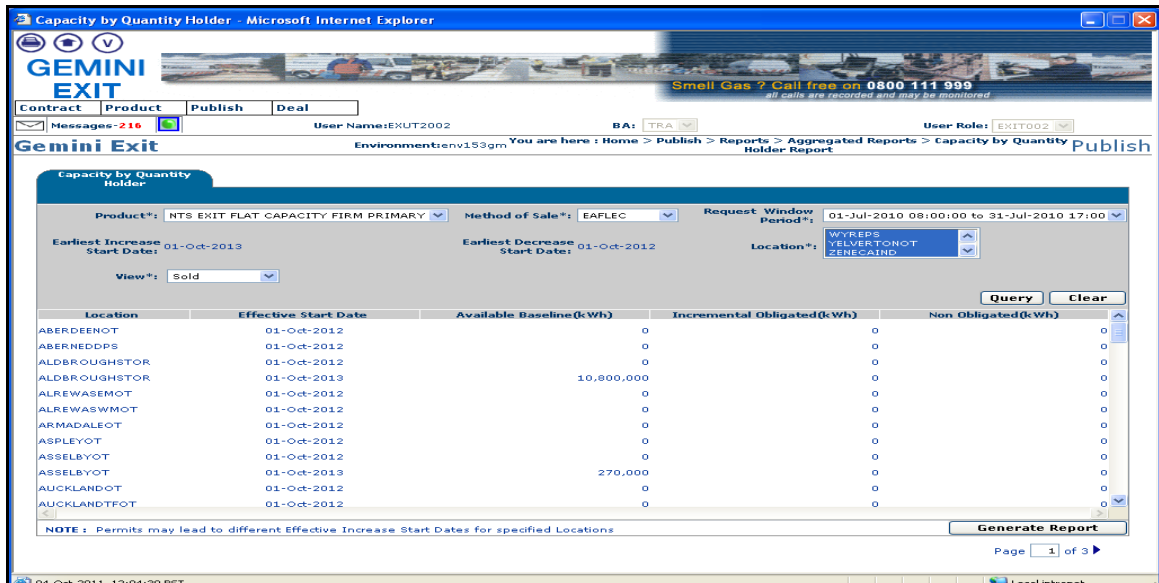 Capacity by Quantity Holder - Microsoft Internet Explorer
V
GEMINI
EXIT
Smell Gas ? Call free on 0800 111 999
all calls are recorded and may be monitored
Contract Product Publish Deal
Messages-216 User Name:EXUT2002 BA: TRA User Role: EXITO02
Gemini Exit Environment:env153gm You are here : Home > Publish > Reports > Aggregated Reports > Capacity by Quantity Holder Report Publish
Capacity by Quantity
Holder
Product*: NTS EXIT FLAT CAPACITY FIRM PRIMARY Method of Sale*: EAFLEC Request Window Period*: 01-Jul-2010 08:00:00 to 31-Jul-2010 17:00
Earliest Increase Start Date: 01-Oct-2013 Earliest Decrease Start Date: 01-Oct-2012 Location*: WYREPS
YELVERTONOT
ZENECAIND
View*: Sold
Query Clear
Location Effective Start Date Available Baseline(kWh) Incremental Obligated(kWh) Non Obligated(kWh)
ABERDEENOT 01-Oct-2012 0 0 0
ABERNEDDPS 01-Oct-2012 0 0 0
ALDBROUGHSTOR 01-Oct-2012 0 0 0
ALDBROUGHSTOR 01-Oct-2013 10,800,000 0 0
ALREWASEMOT 01-Oct-2012 0 0 0
ALREWASWMOT 01-Oct-2012 0 0 0
ARMADALEOT 01-Oct-2012 0 0 0
ASPLEYOT 01-Oct-2012 0 0 0
ASSELBYOT 01-Oct-2012 0 0 0
ASSELBYOT 01-Oct-2013 270,000 0 0
AUCKLANDOT 01-Oct-2012 0 0 0
AUCKLANDTFOT 01-Oct-2012 0 0 0
NOTE : Permits may lead to different Effective Increase Start Dates for specified Locations Generate Report
Page 1 of 3
Local intranet